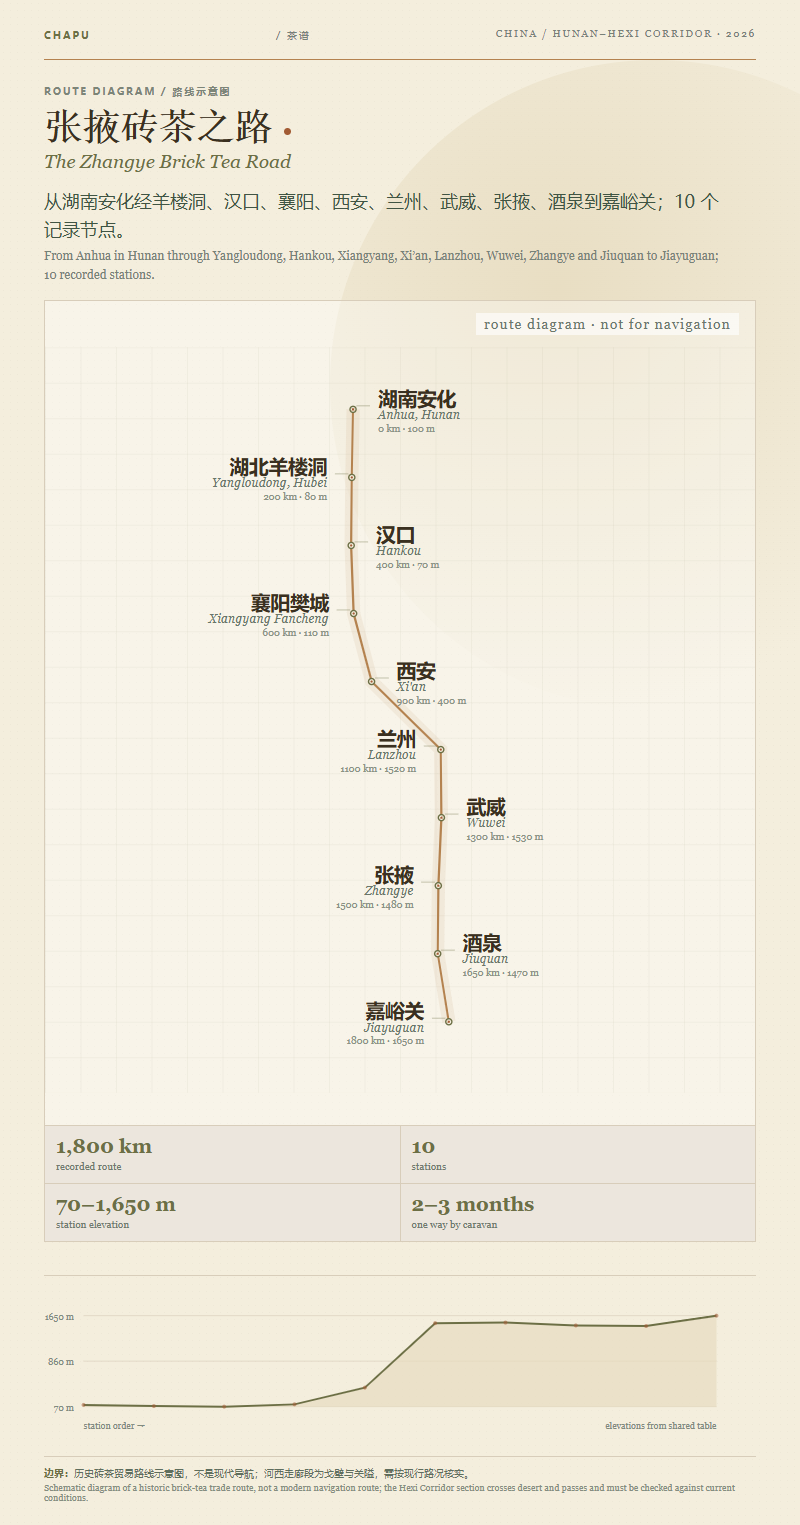 CHAPU / 茶谱 CHINA / HUNAN–HEXI CORRIDOR · 2026
ROUTE DIAGRAM / 路线示意图
张掖砖茶之路
The Zhangye Brick Tea Road
从湖南安化经羊楼洞、汉口、襄阳、西安、兰州、武威、张掖、酒泉到嘉峪关；10 个
记录节点。
From Anhua in Hunan through Yangloudong, Hankou, Xiangyang, Xi'an, Lanzhou, Wuwei, Zhangye and Jiuquan to Jiayuguan;
10 recorded stations.
route diagram · not for navigation
湖南安化
Anhua, Hunan
0 km · 100 m
湖北羊楼洞
Yangloudong, Hubei
200 km · 80 m
汉口
Hankou
400 km · 70 m
襄阳樊城
Xiangyang Fancheng
600 km · 110 m
西安
Xi'an
900 km · 400 m
兰州
Lanzhou
1100 km · 1520 m
武威
Wuwei
1300 km · 1530 m
张掖
Zhangye
1500 km · 1480 m
酒泉
Jiuquan
1650 km · 1470 m
嘉峪关
Jiayuguan
1800 km · 1650 m
1,800 km
recorded route
10
stations
70–1,650 m
station elevation
2–3 months
one way by caravan
1650 m
860 m
70 m
station order →
elevations from shared table
边界：历史砖茶贸易路线示意图，不是现代导航；河西走廊段为戈壁与关隘，需按现行路况核实。
Schematic diagram of a historic brick-tea trade route, not a modern navigation route; the Hexi Corridor section crosses desert and passes and must be checked against current
conditions.